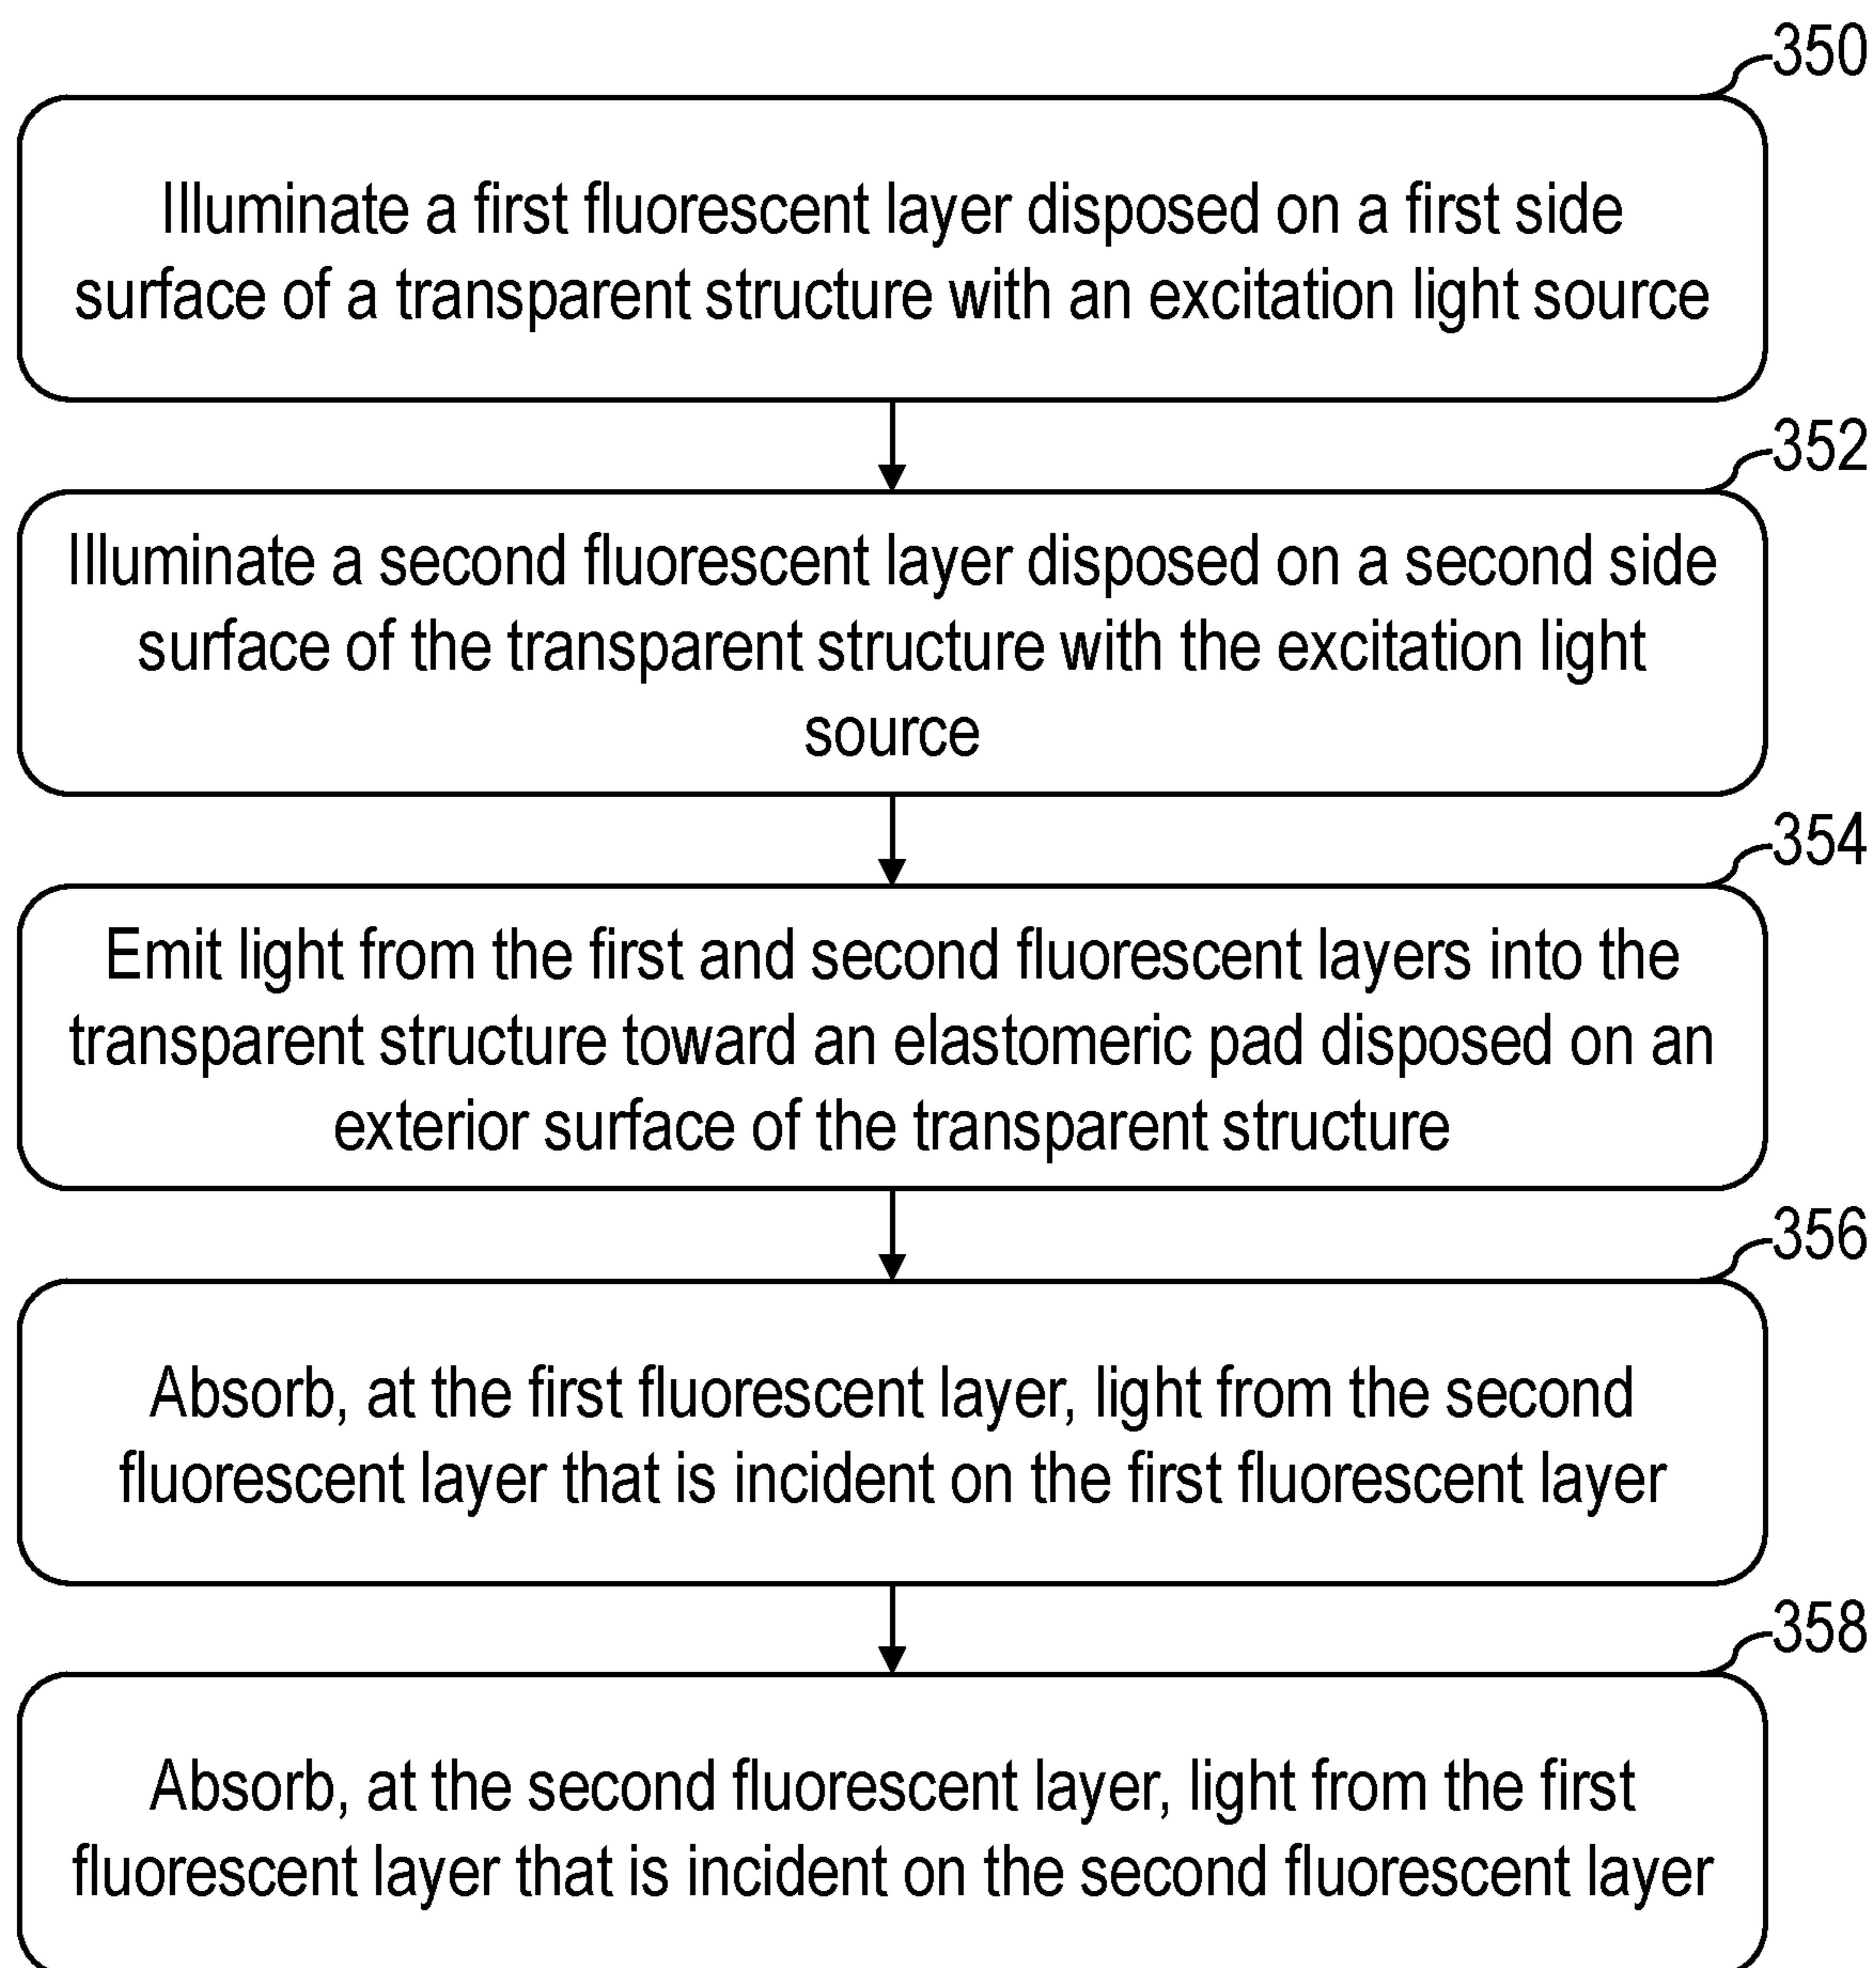 350
Illuminate a first fluorescent layer disposed on a first side
surface of a transparent structure with an excitation light source
352
Illuminate a second fluorescent layer disposed on a second side
surface of the transparent structure with the excitation light
source
354
Emit light from the first and second fluorescent layers into the
transparent structure toward an elastomeric pad disposed on an
exterior surface of the transparent structure
356
Absorb, at the first fluorescent layer, light from the second
fluorescent layer that is incident on the first fluorescent layer
358
Absorb, at the second fluorescent layer, light from the first
fluorescent layer that is incident on the second fluorescent layer